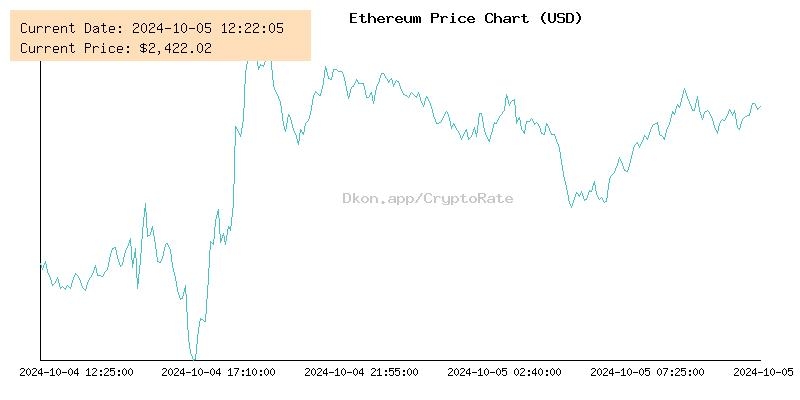 Ethereum Price Chart (USD)
Current Date: 2024-10-05 12:22:05
Current Price: $2,422.02
Dkon.app/CryptoRate
2024-10-04 12:25:00 2024-10-04 17:10:00 2024-10-04 21:55:00 2024-10-05 02:40:00 2024-10-05 07:25:00 2024-10-05